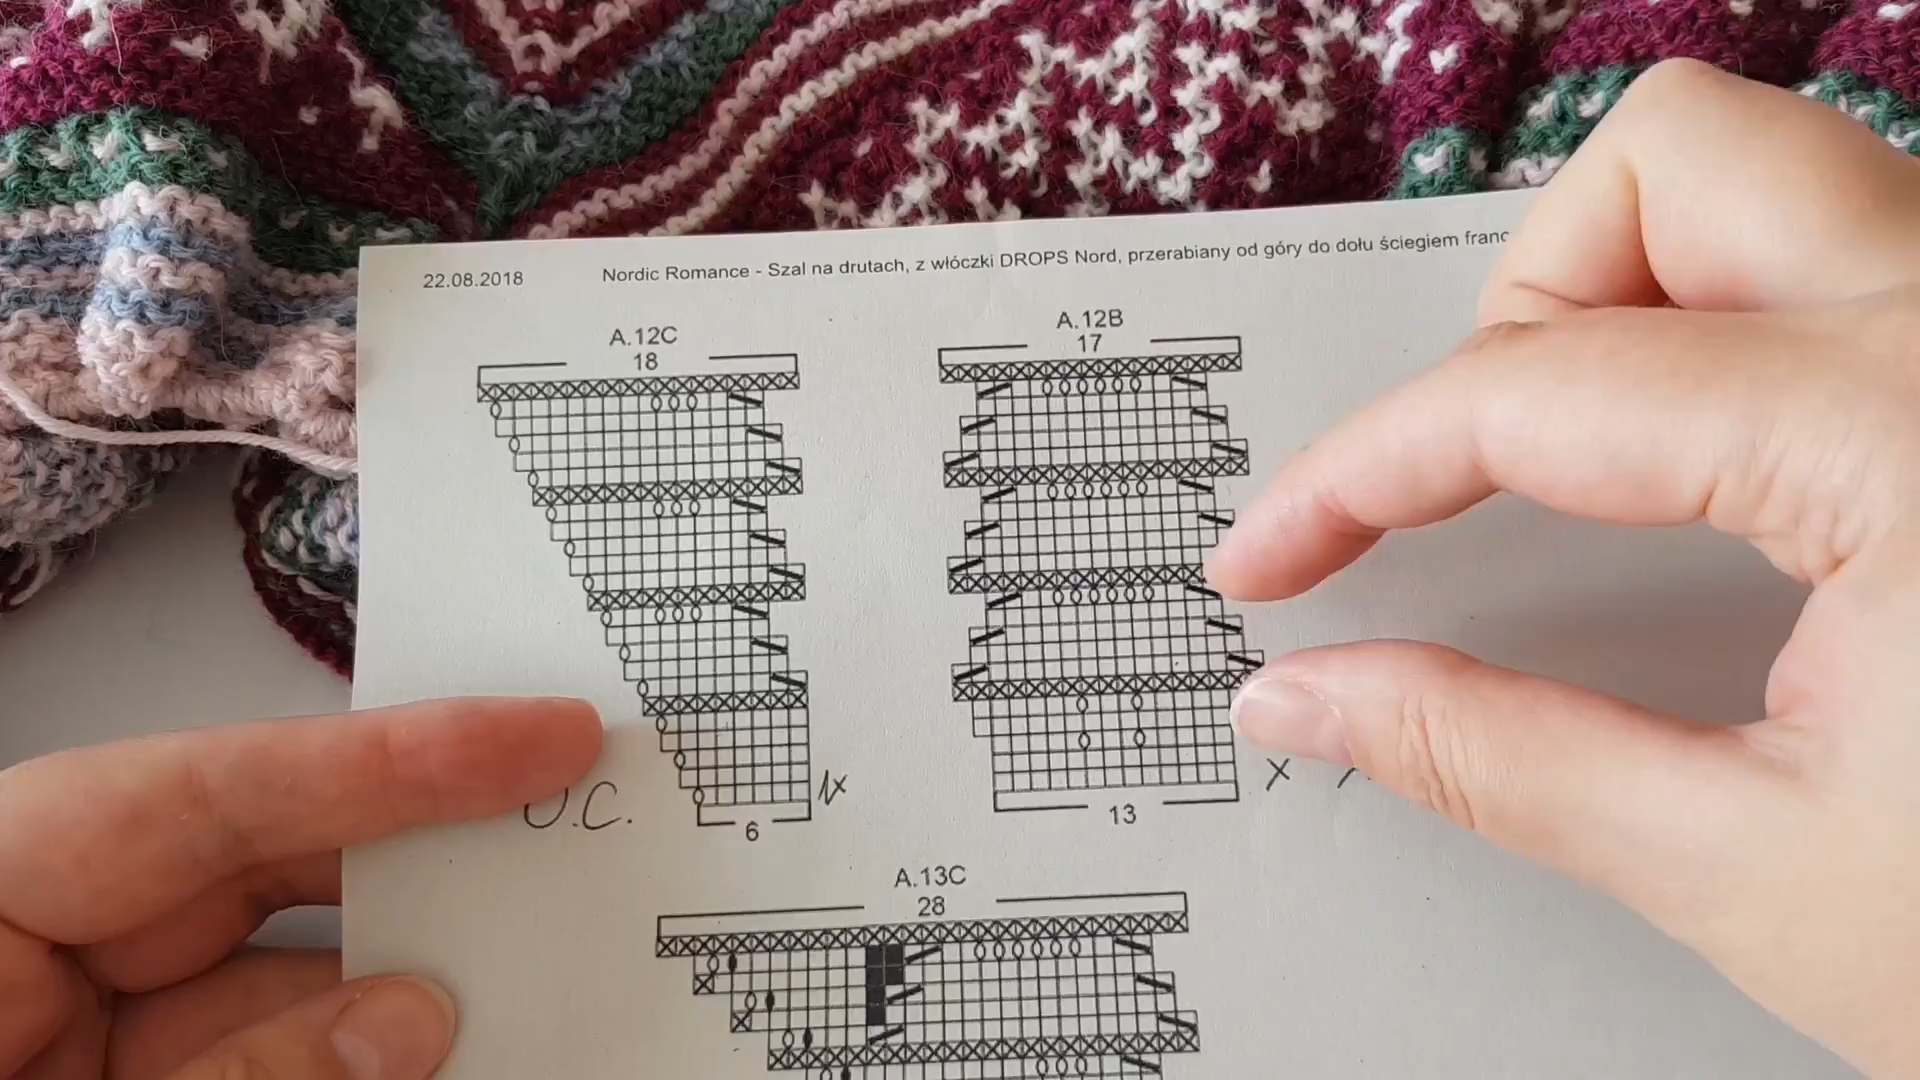 22.08.2018
Nordic Romance - Szal na drutach, z włóczki DROPS Nord, przerabiany od góry do dołu ściegiem
A.12C
18
A.12B
17
1x
6
13
X
A.13C
28